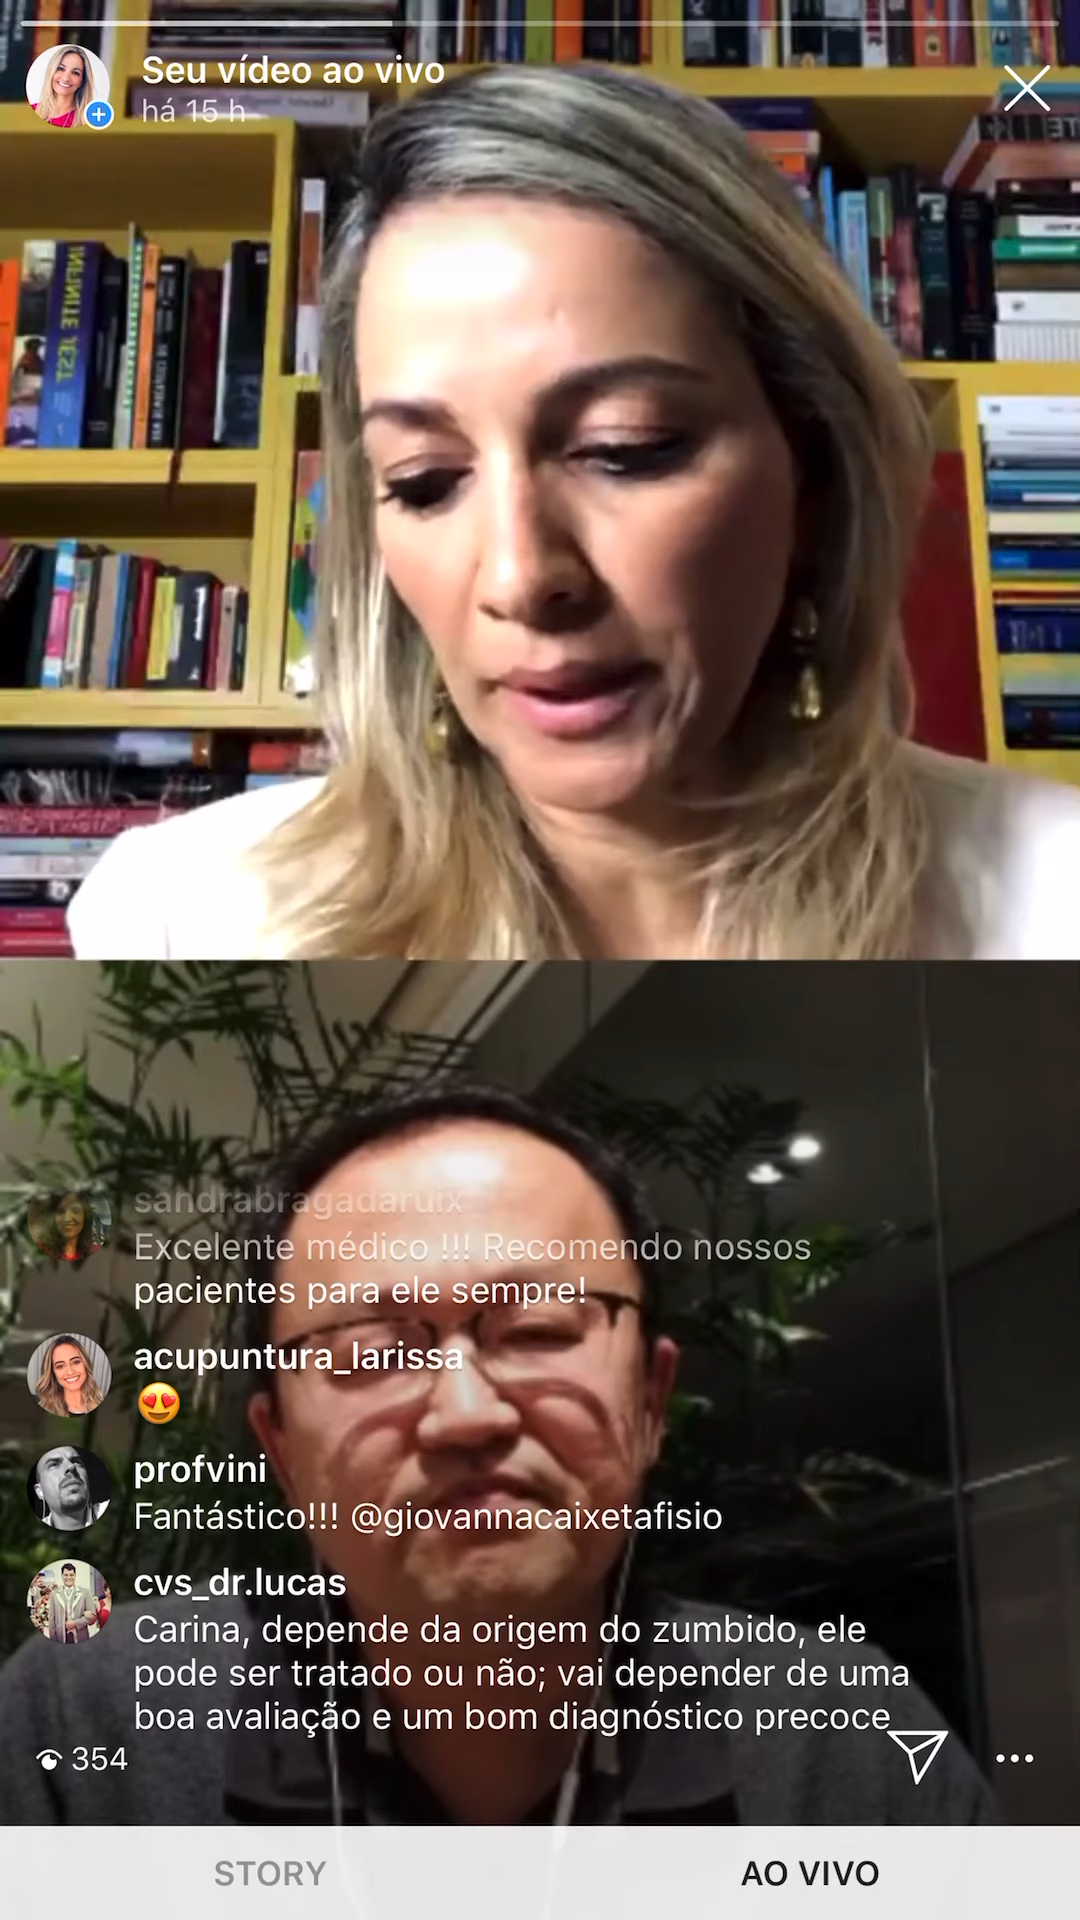 Seu vídeo ao vivo
há 15 h
INFINITE JEST
sandrabragadaruix
Excelente médico !!! Recomendo nossos
pacientes para ele sempre!
acupuntura_larissa
😍
profvini
Fantástico!!! @giovannacaixetafisio
cvs_dr.lucas
Carina, depende da origem do zumbido, ele
pode ser tratado ou não; vai depender de uma
boa avaliação e um bom diagnóstico precoce
354
STORY
AO VIVO